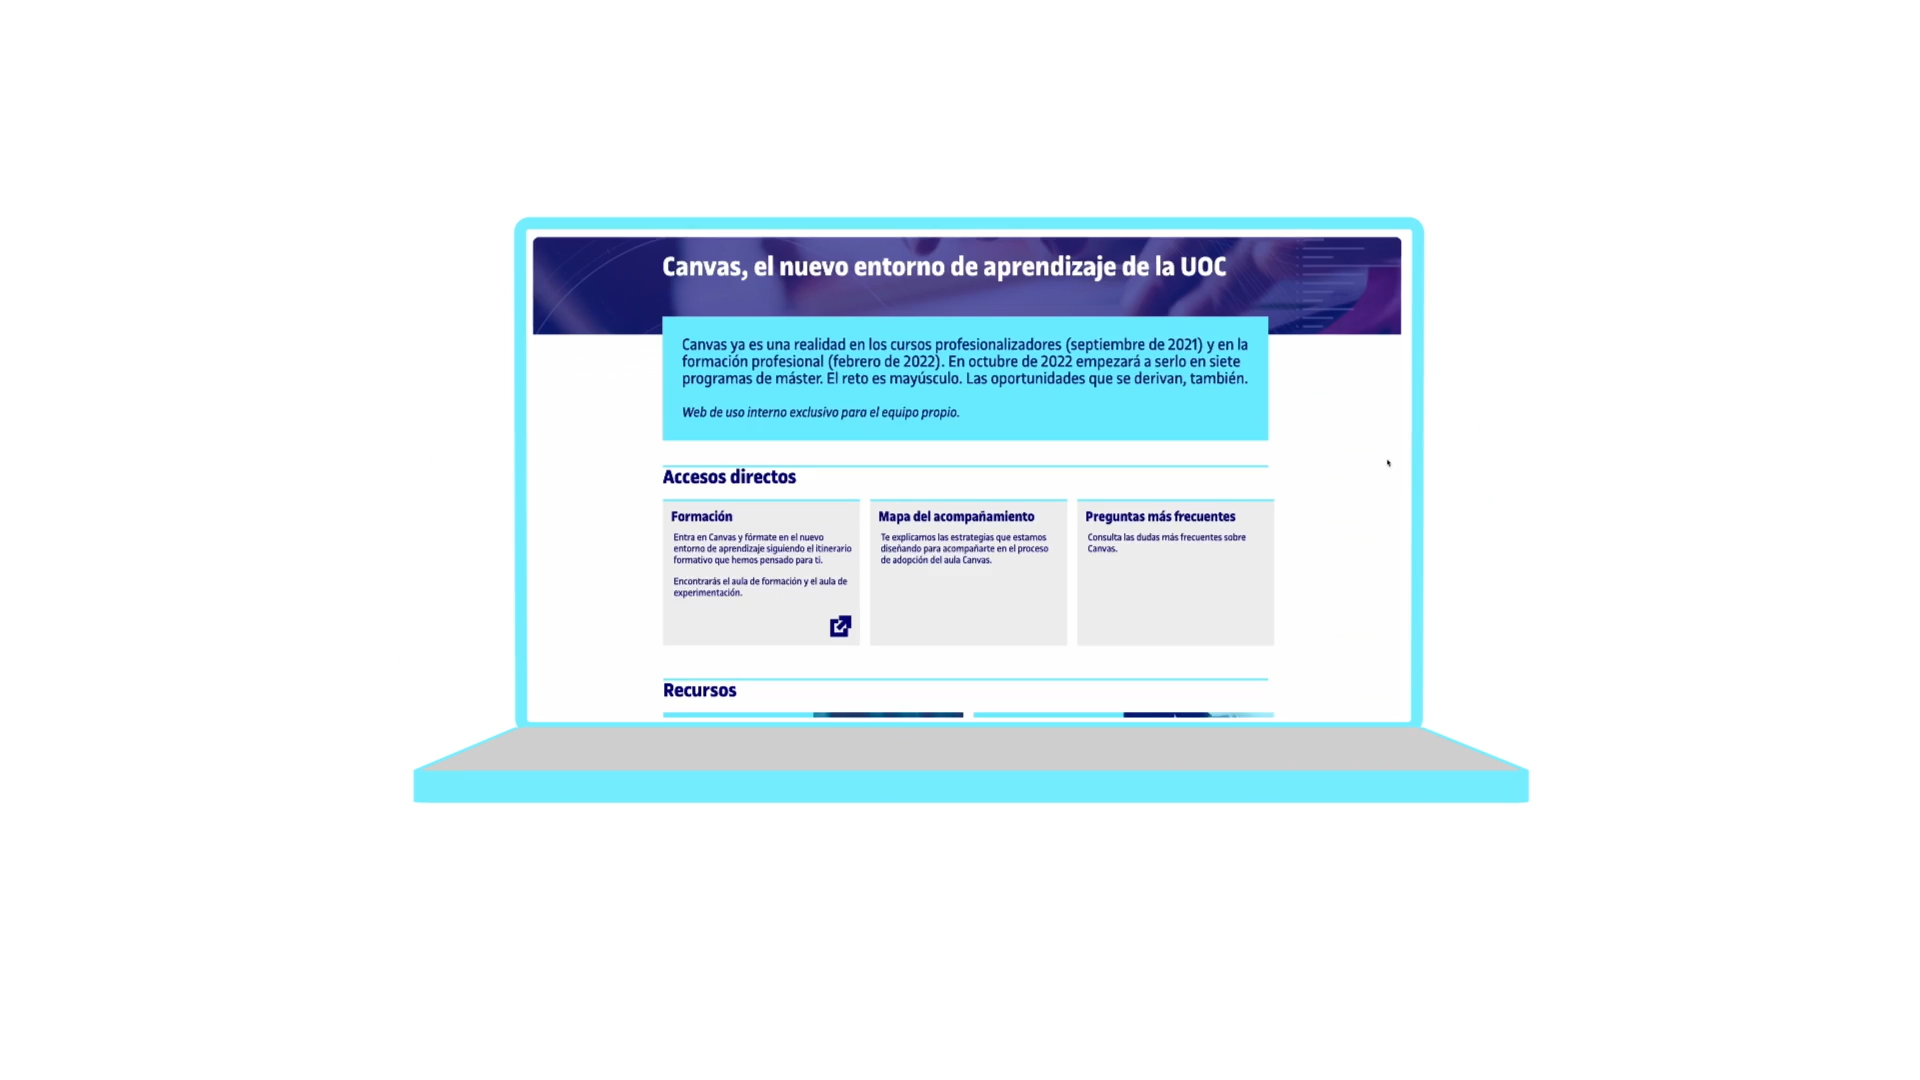 Canvas, el nuevo entorno de aprendizaje de la UOC
Canvas ya es una realidad en los cursos profesionalizadores (septiembre de 2021) y en la
formación profesional (febrero de 2022). En octubre de 2022 empezará a serlo en siete
programas de máster. El reto es mayúsculo. Las oportunidades que se derivan, también.
Web de uso interno exclusivo para el equipo propio.
Accesos directos
Formación
Entra en Canvas y fórmate en el nuevo
entorno de aprendizaje siguiendo el itinerario
formativo que hemos pensado para ti.
Encontrarás el aula de formación y el aula de
experimentación.
Mapa del acompañamiento
Te explicamos las estrategias que estamos
diseñando para acompañarte en el proceso
de adopción del aula Canvas.
Preguntas más frecuentes
Consulta las dudas más frecuentes sobre
Canvas.
Recursos